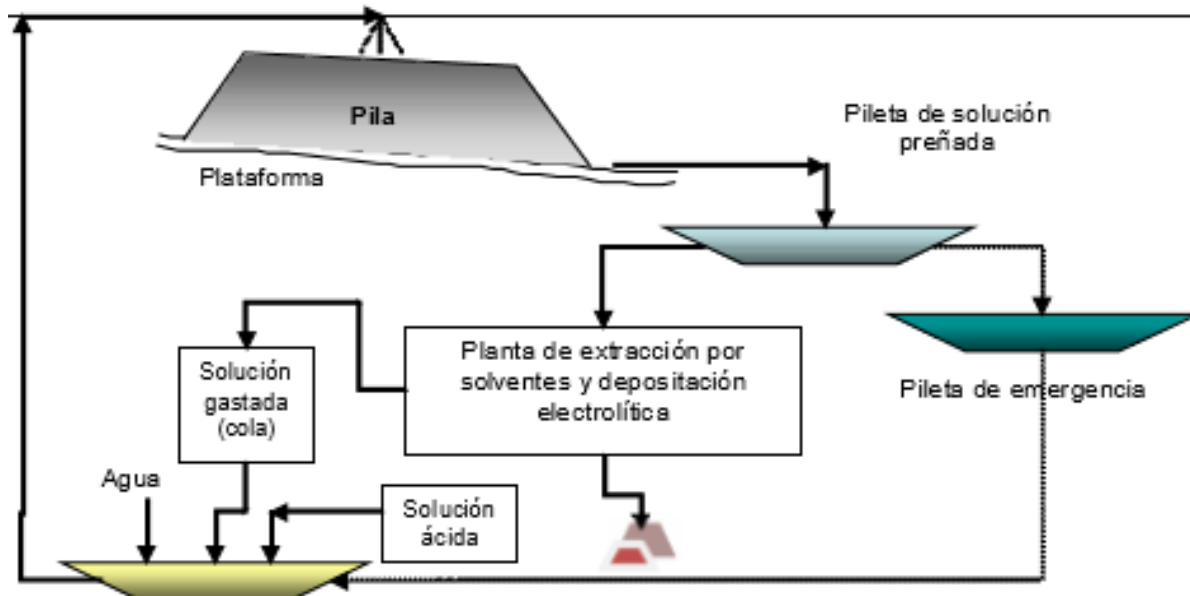 Pila
Plataforma
Pileta de solución
preñada
Planta de extracción por
solventes y depositación
electrolítica
Solución
gastada
(cola)
Pileta de emergencia
Agua
Solución
ácida